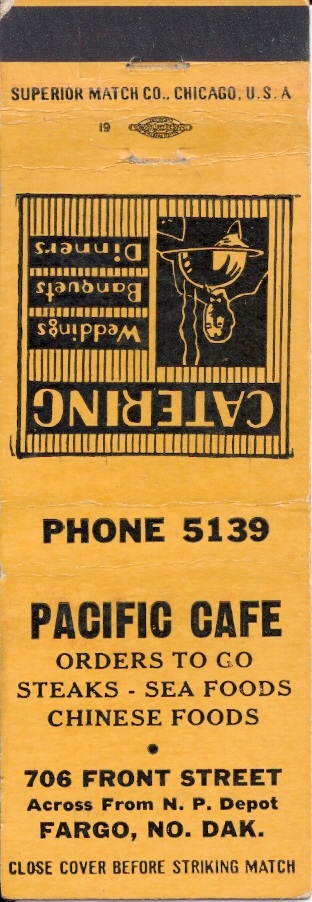 SUPERIOR MATCH CO., CHICAGO, U.S.A
19
CATERING
Weddings
Banquets
Dinners
PHONE 5139
PACIFIC CAFE
ORDERS TO GO
STEAKS - SEA FOODS
CHINESE FOODS
706 FRONT STREET
Across From N. P. Depot
FARGO, NO. DAK.
CLOSE COVER BEFORE STRIKING MATCH